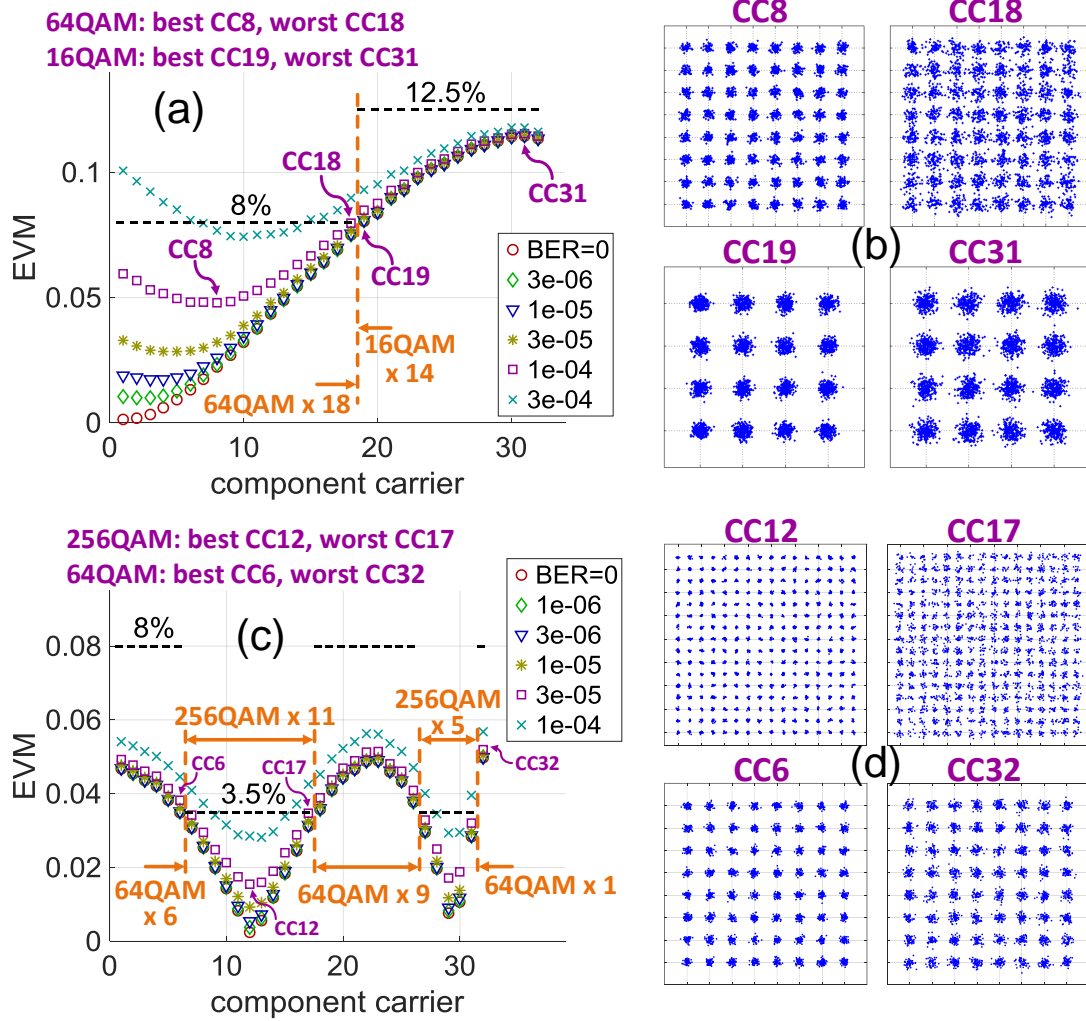 64QAM: best CC8, worst CC18
16QAM: best CC19, worst CC31
(a)
12.5%
CC18
CC31
8%
CC8
CC19
EVM
0.1
0.05
0
BER=0
3e-06
1e-05
3e-05
1e-04
3e-04
16QAM
x 14
64QAM x 18
0
10
20
30
component carrier
CC8
CC18
(b)
CC19
CC31
256QAM: best CC12, worst CC17
64QAM: best CC6, worst CC32
8%
(c)
BER=0
1e-06
3e-06
1e-05
3e-05
1e-04
EVM
0.08
0.06
0.04
0.02
0
256QAM x 11
256QAM
x 5
CC6
CC17
CC32
3.5%
64QAM
x 6
CC12
64QAM x 9
64QAM x 1
0
10
20
30
component carrier
CC12
CC17
(d)
CC6
CC32